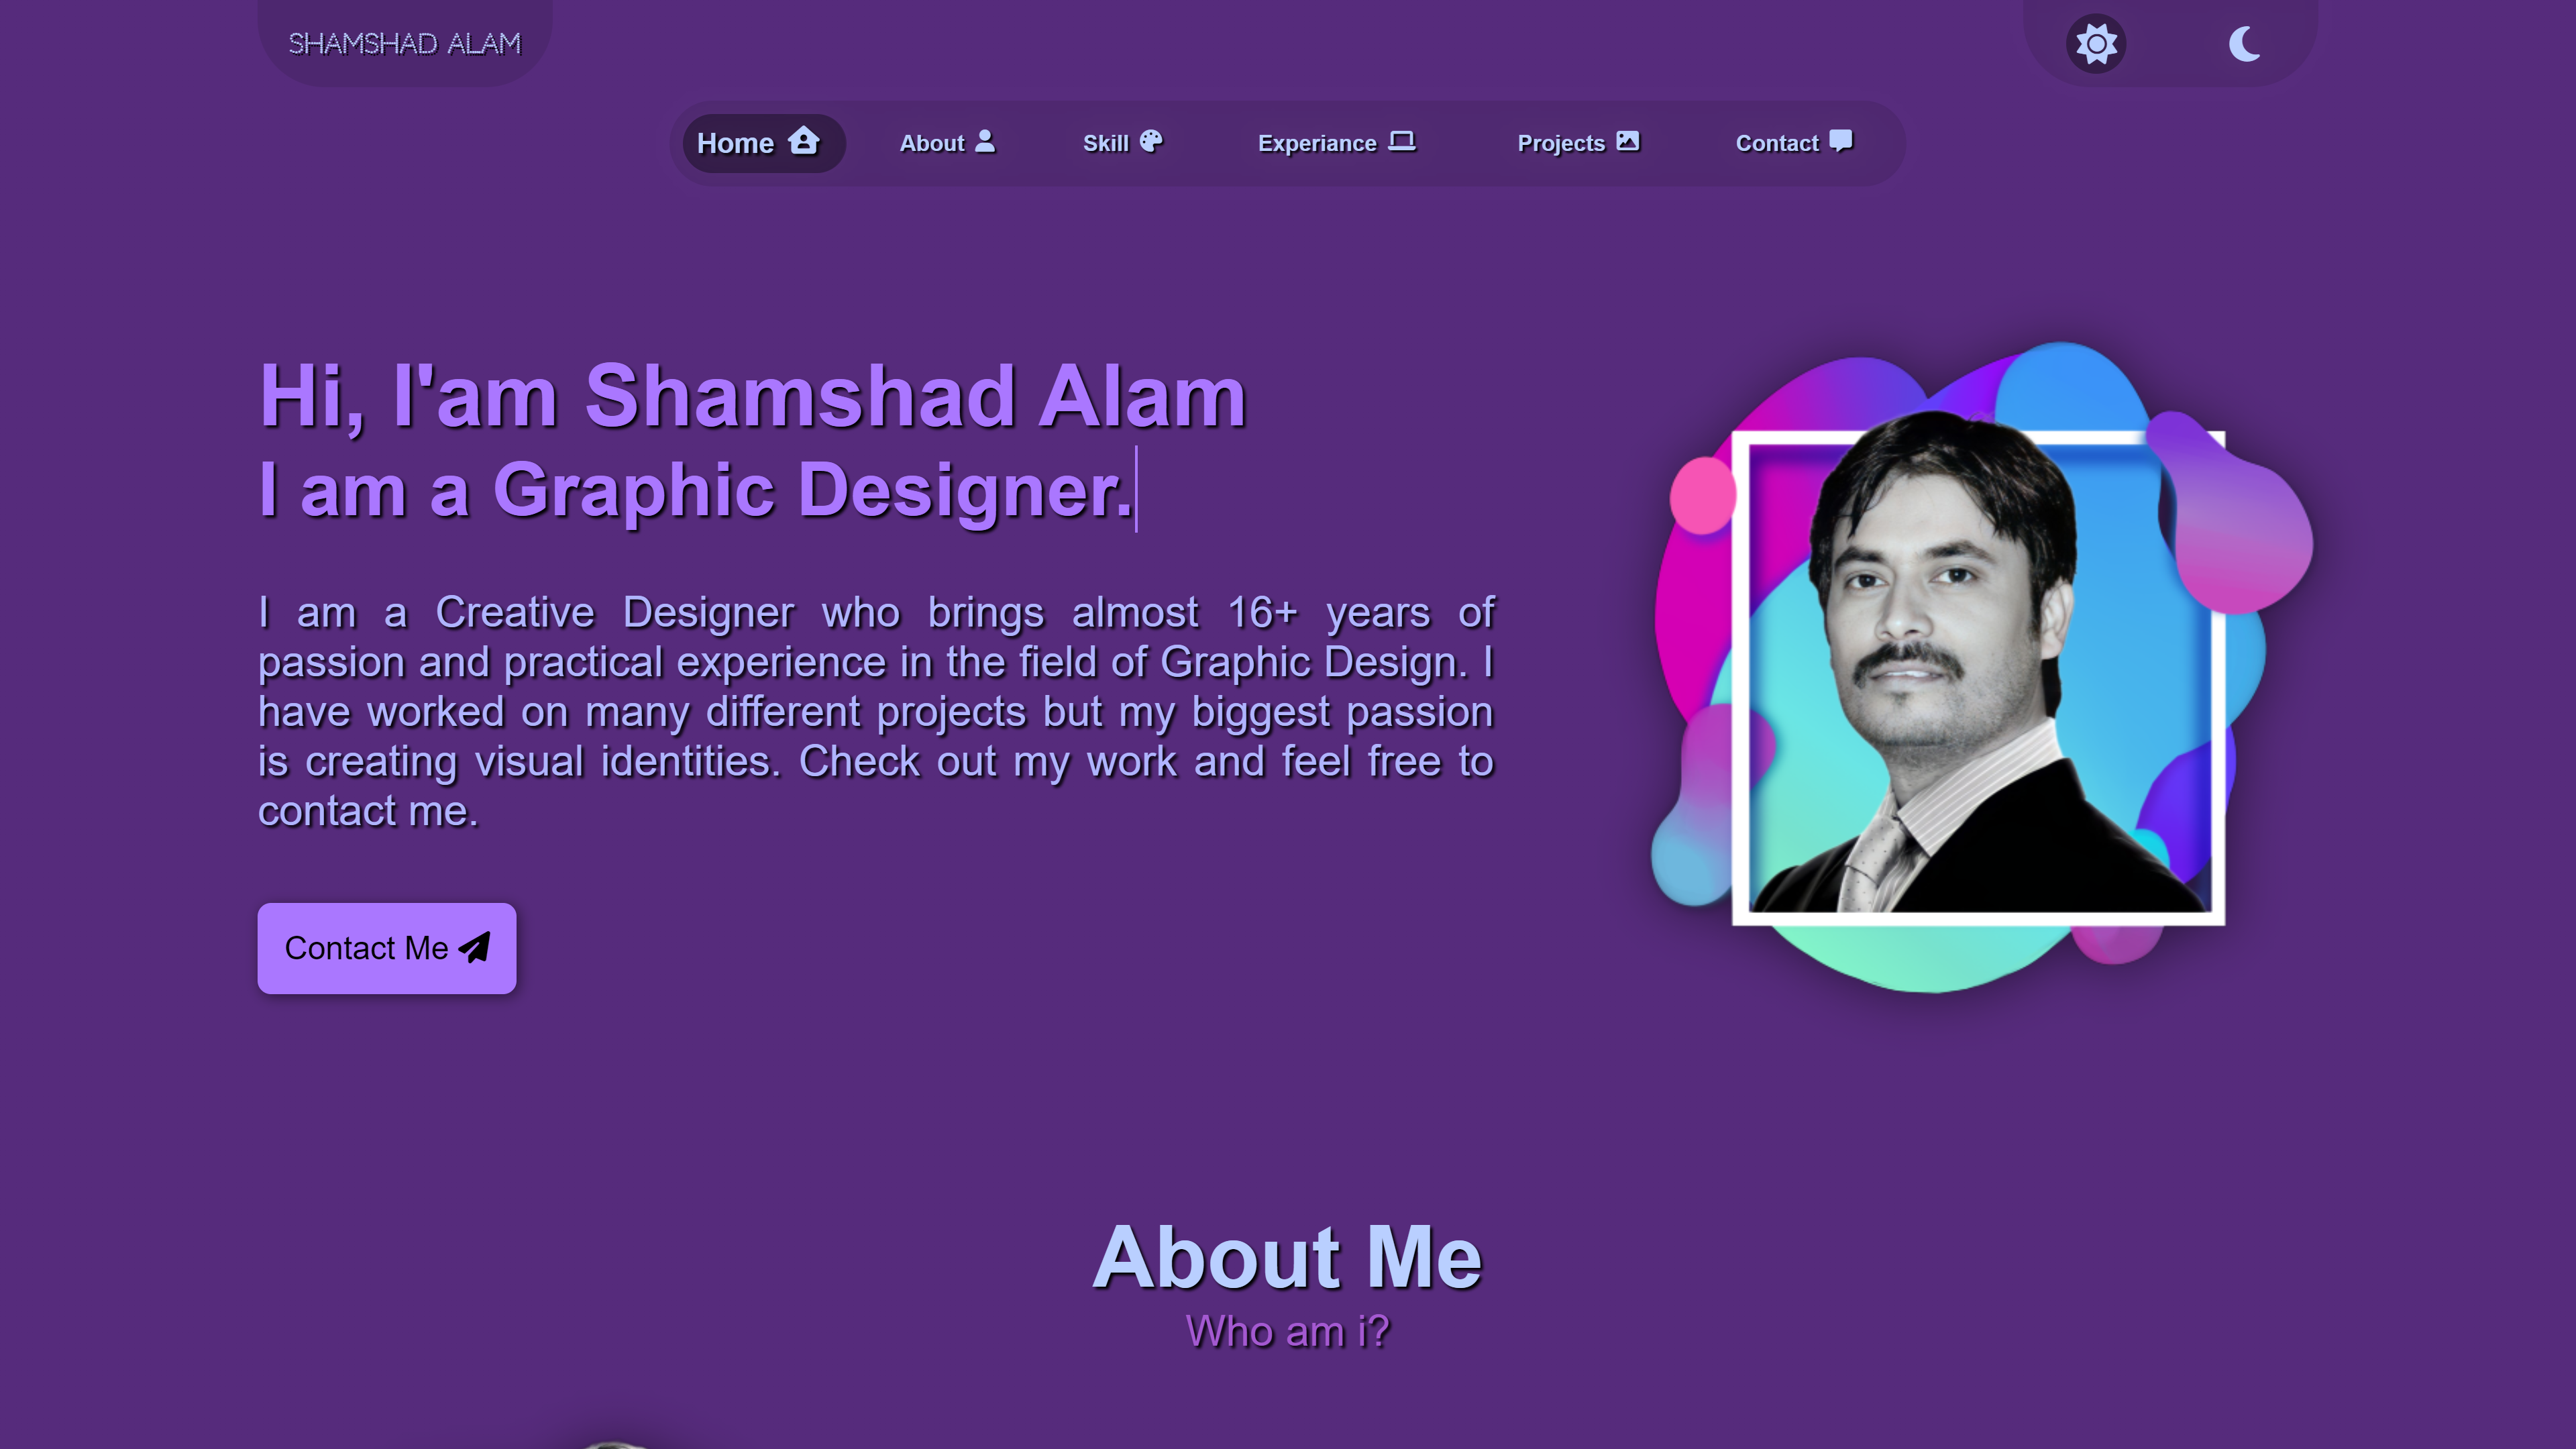 SHAMSHAD ALAM
Home About Skill Experiance Projects Contact
Hi, I'am Shamshad Alam
I am a Graphic Designer.
I am a Creative Designer who brings almost 16+ years of
passion and practical experience in the field of Graphic Design. I
have worked on many different projects but my biggest passion
is creating visual identities. Check out my work and feel free to
contact me.
Contact Me
About Me
Who am i?